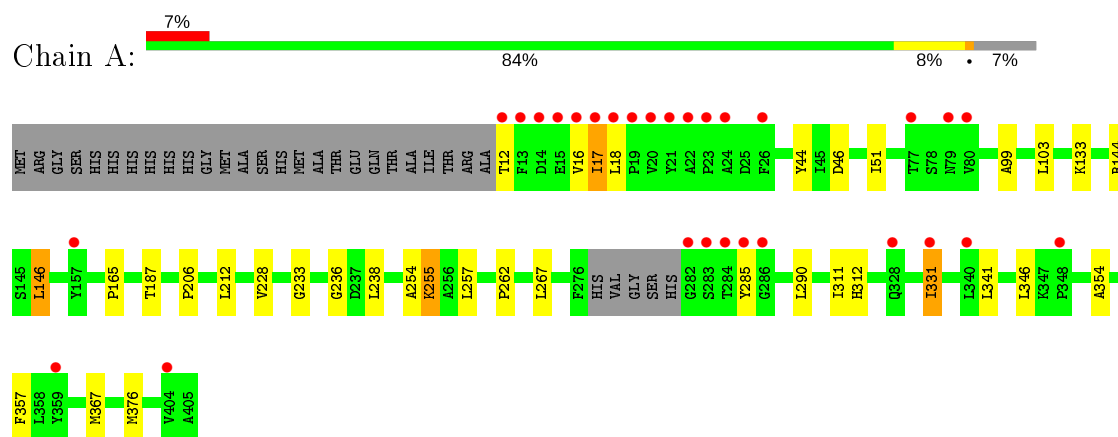 7%
Chain A:
84% 8% • 7%
MET ARG GLY SER HIS HIS HIS HIS HIS HIS GLY MET ALA SER HIS MET ALA THR GLU GLN THR ALA ILE THR ARG ALA T12 F13 D14 E15 V16 I17 L18 P19 V20 Y21 A22 P23 A24 D25 F26 Y44 I45 D46 I51 T77 S78 N79 V80 A99 L103 K133 R144
S145 L146 Y157 P165 T187 P206 L212 V228 G233 G236 D237 L238 A254 K255 A256 L257 P262 L267 F276 HIS VAL GLY SER HIS G282 S283 T284 Y285 G286 L290 I311 H312 Q328 I331 L340 L341 L346 K347 P348 A354
F357 L358 Y359 M367 M376 V404 A405